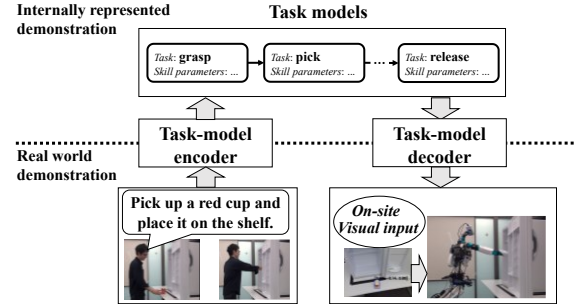 Internally represented
demonstration
Task models
Task: grasp
Skill parameters: ...
Task: pick
Skill parameters: ...
...
Task: release
Skill parameters: ...
Task-model
encoder
Task-model
decoder
Real world
demonstration
Pick up a red cup and
place it on the shelf.
On-site
Visual input